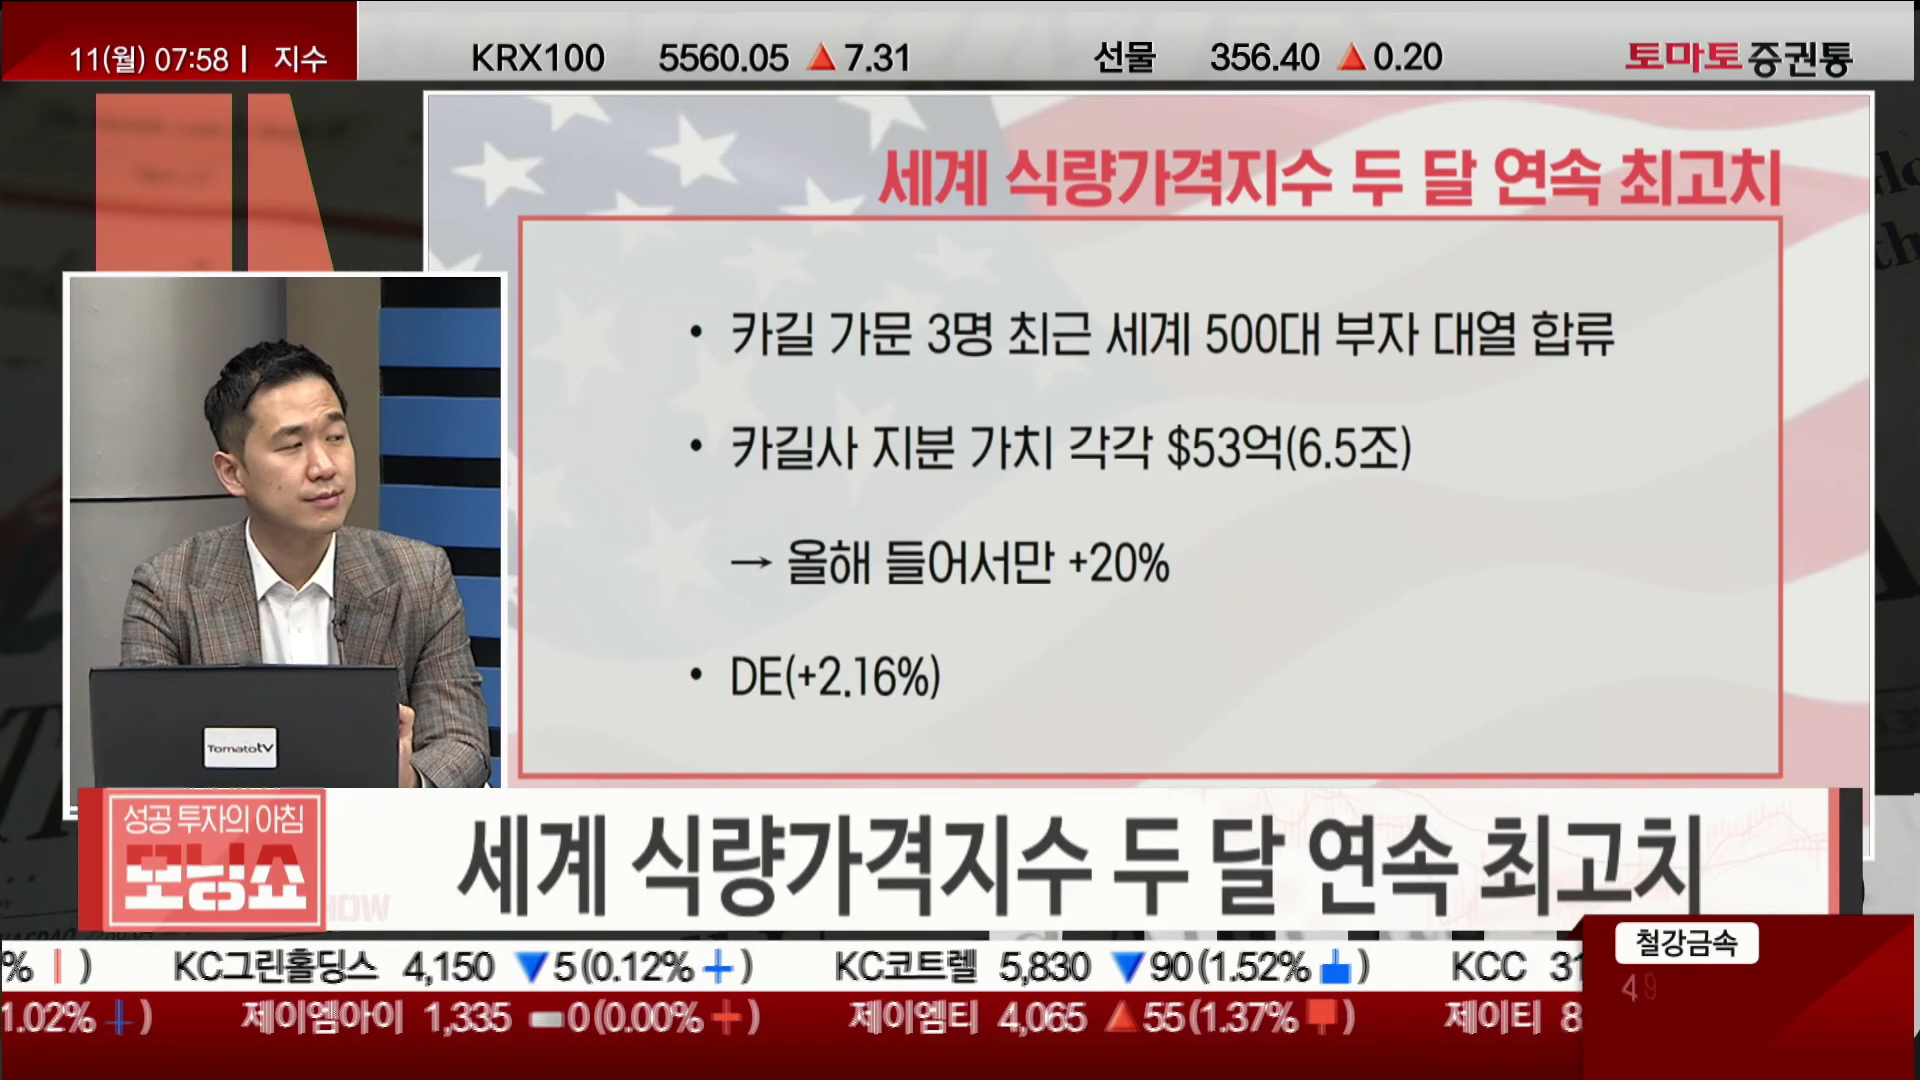 11(월) 07:58 | 지수 KRX100 5560.05 ▲7.31 선물 356.40 ▲0.20 토마토증권통
세계 식량가격지수 두 달 연속 최고치
• 카길 가문 3명 최근 세계 500대 부자 대열 합류
• 카길사 지분 가치 각각 $53억(6.5조)
→ 올해 들어서만 +20%
• DE(+2.16%)
TomatoTV
성공 투자의 아침
모닝쇼
세계 식량가격지수 두 달 연속 최고치
철강금속
% ) KC그린홀딩스 4,150 ▼5(0.12% ) KC코트렐 5,830 ▼90(1.52% ) KCC 31
49
1.02% ) 제이엠아이 1,335 0(0.00% ) 제이엠티 4,065 ▲55(1.37% ) 제이티 8